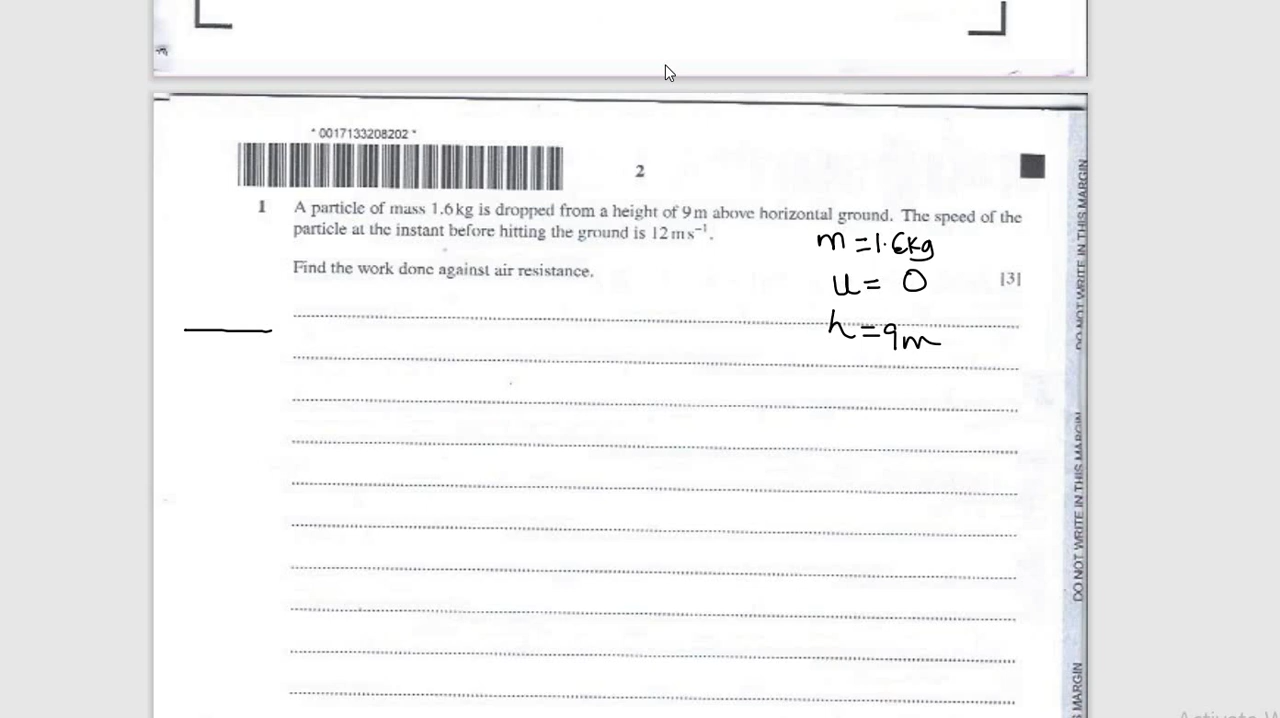 * 0017133208202 *
2
1 A particle of mass 1.6 kg is dropped from a height of 9 m above horizontal ground. The speed of the
particle at the instant before hitting the ground is 12 m s⁻¹.
m = 1.6kg
Find the work done against air resistance. [3]
u = 0
h = 9m
DO NOT WRITE IN THIS MARGIN
DO NOT WRITE IN THIS MARGIN
MARGIN